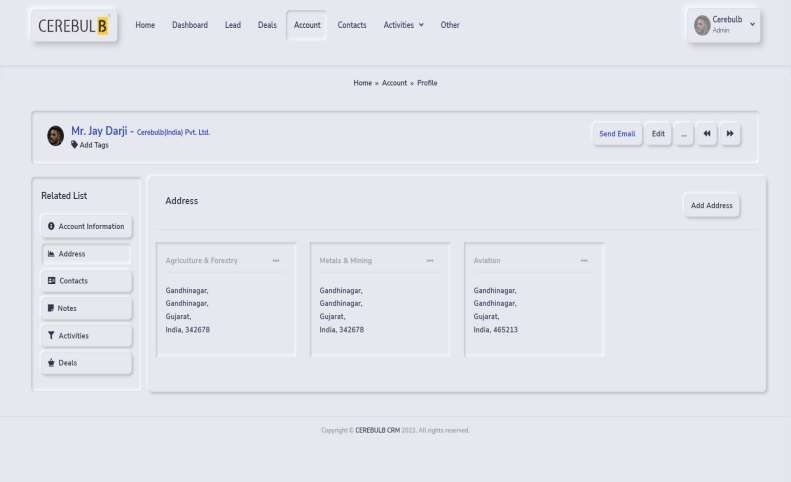 CEREBULB
Home Dashboard Lead Deals Account Contacts Activities Other
Cerebulb
Admin
Home » Account » Profile
Mr. Jay Darji - Cerebulb(India) Pvt. Ltd.
Add Tags
Send Email Edit ...
Related List
Account Information
Address
Contacts
Notes
Activities
Deals
Address
Add Address
Agriculture & Forestry
Gandhinagar,
Gandhinagar,
Gujarat,
India, 342678
Metals & Mining
Gandhinagar,
Gandhinagar,
Gujarat,
India, 342678
Aviation
Gandhinagar,
Gandhinagar,
Gujarat,
India, 465213
Copyright © CEREBULB CRM 2022. All rights reserved.